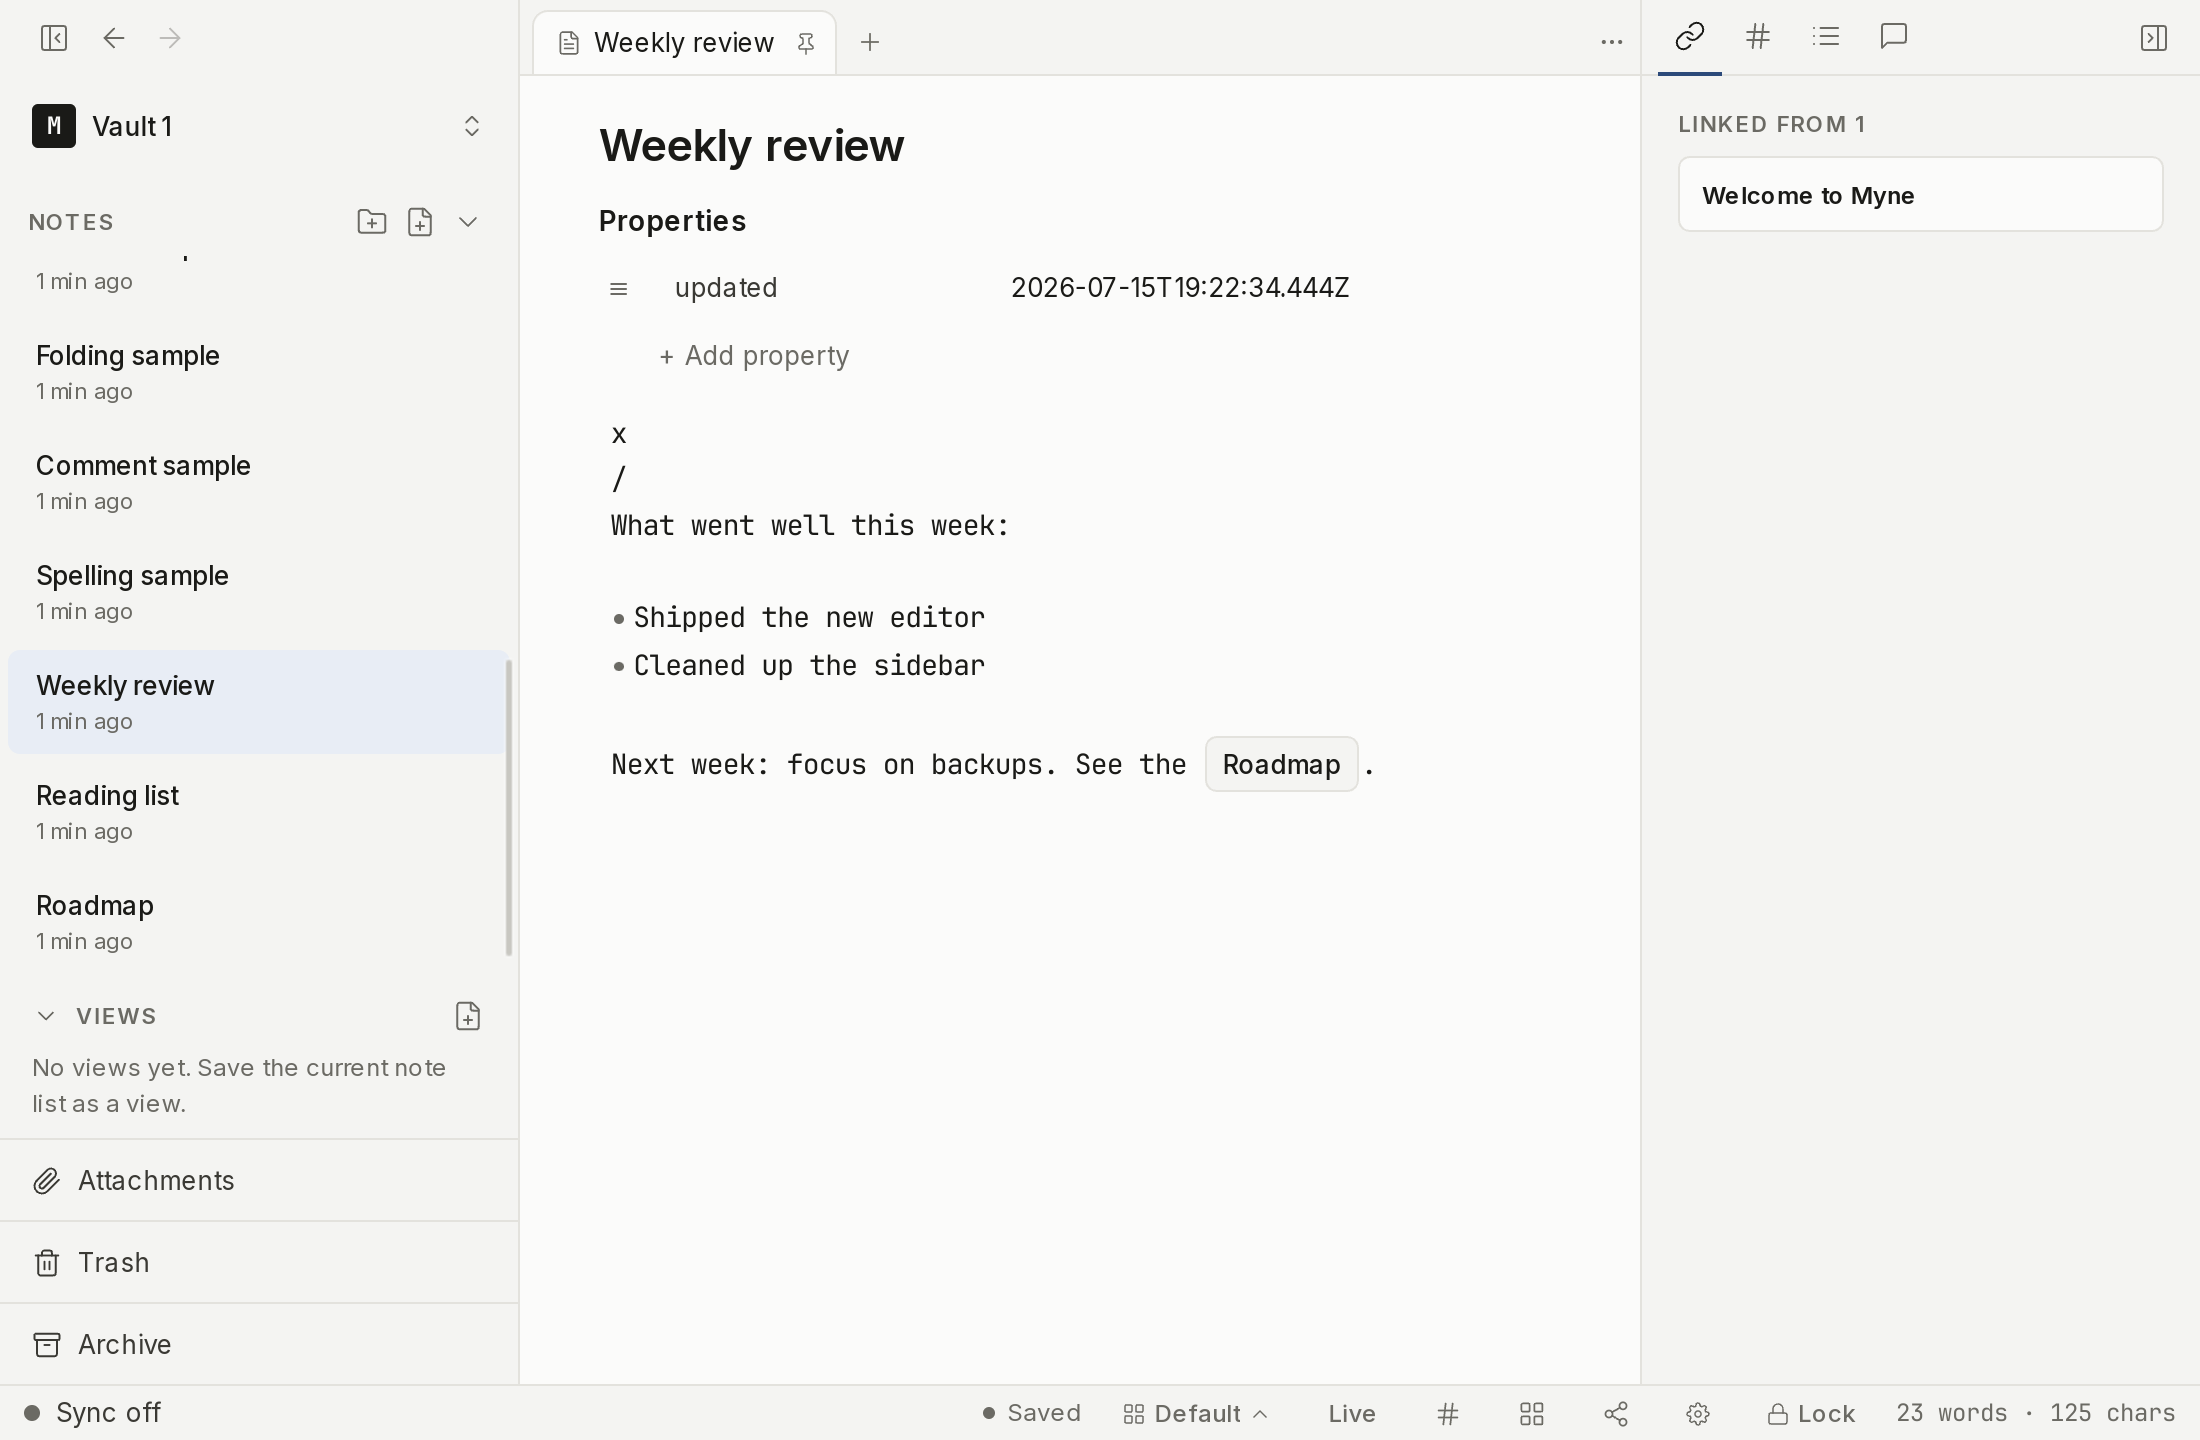 M Vault 1
NOTES
1 min ago
Folding sample
1 min ago
Comment sample
1 min ago
Spelling sample
1 min ago
Weekly review
1 min ago
Reading list
1 min ago
Roadmap
1 min ago
VIEWS
No views yet. Save the current note
list as a view.
Attachments
Trash
Archive
Sync off
Weekly review
Weekly review
Properties
updated 2026-07-15T19:22:34.444Z
+ Add property
x
/
What went well this week:
• Shipped the new editor
• Cleaned up the sidebar
Next week: focus on backups. See the Roadmap .
LINKED FROM 1
Welcome to Myne
Saved Default Live Lock 23 words · 125 chars